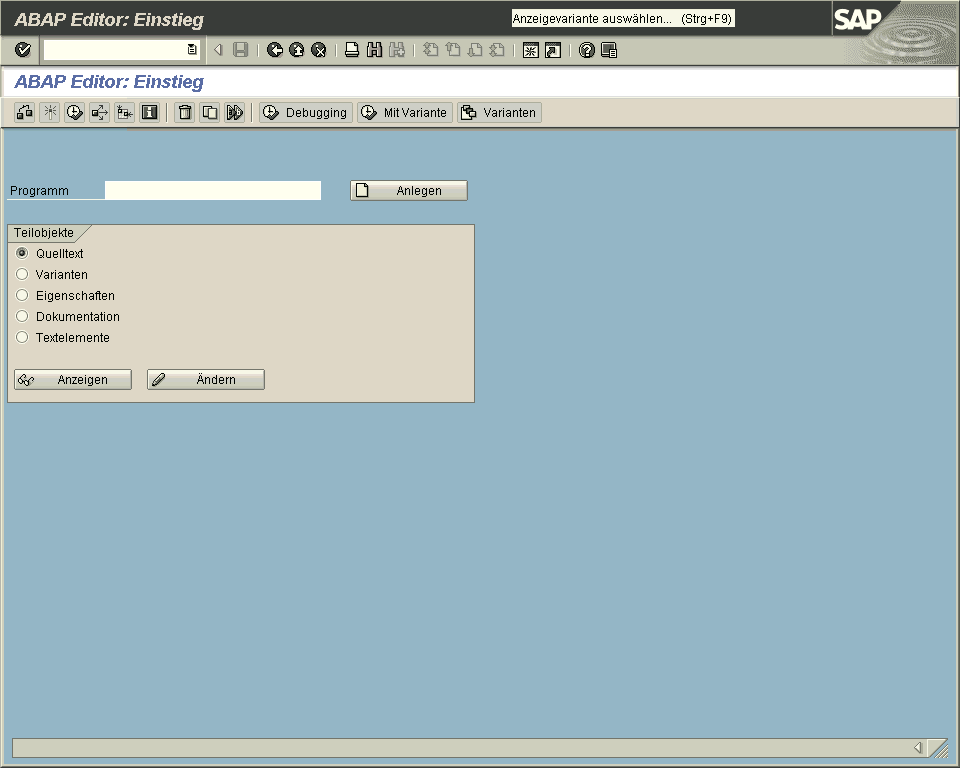 ABAP Editor: Einstieg
Anzeigevariante auswählen... (Strg+F9)
SAP
ABAP Editor: Einstieg
Debugging Mit Variante Varianten
Programm Anlegen
Teilobjekte
Quelltext
Varianten
Eigenschaften
Dokumentation
Textelemente
Anzeigen Ändern